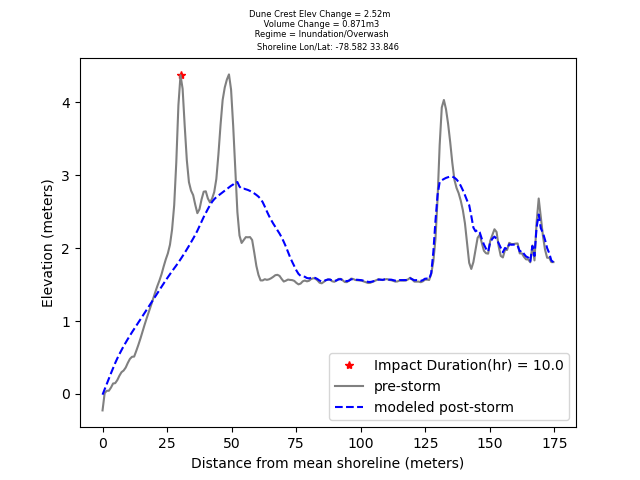 Dune Crest Elev Change = 2.52m
Volume Change = 0.871m3
Regime = Inundation/Overwash
Shoreline Lon/Lat: -78.582 33.846
4
3
2
1
0
Elevation (meters)
Impact Duration(hr) = 10.0
pre-storm
modeled post-storm
0 25 50 75 100 125 150 175
Distance from mean shoreline (meters)